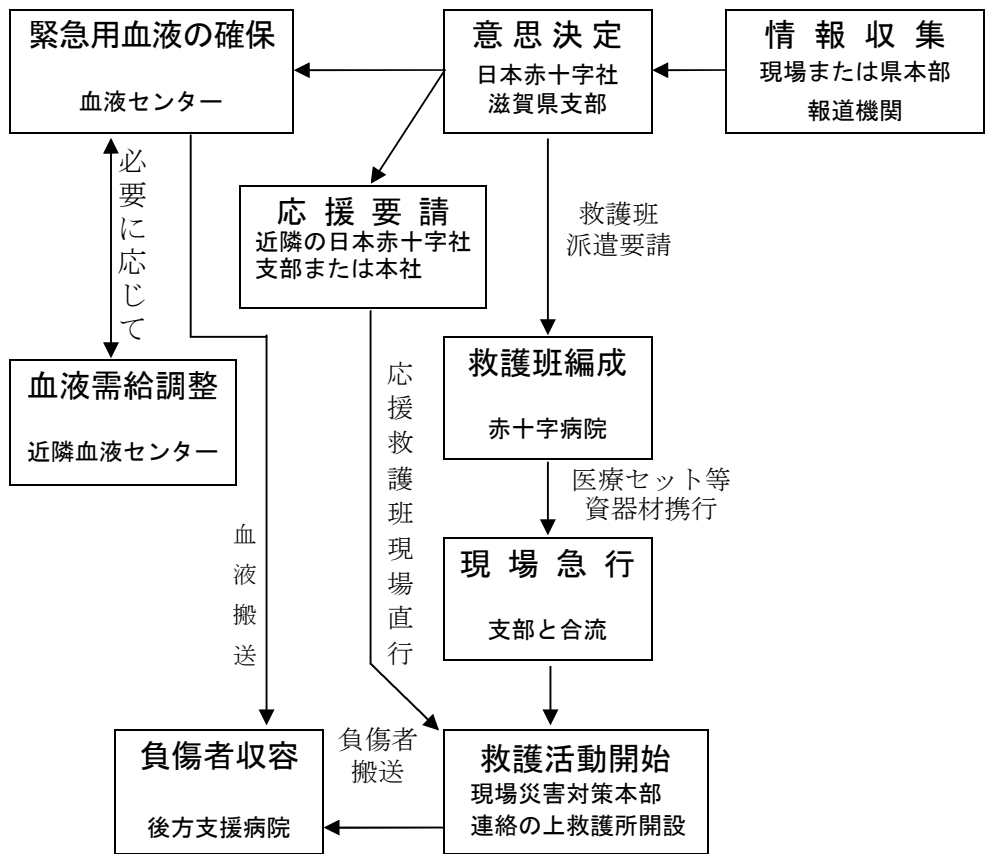 緊急用血液の確保
血液センター
意思決定
日本赤十字社
滋賀県支部
情報収集
現場または県本部
報道機関
必要に応じて
応援要請
近隣の日本赤十字社
支部または本社
救護班
派遣要請
血液需給調整
近隣血液センター
応援救護班現場直行
救護班編成
赤十字病院
医療セット等
資器材携行
血液搬送
現場急行
支部と合流
負傷者収容
後方支援病院
負傷者
搬送
救護活動開始
現場災害対策本部
連絡の上救護所開設